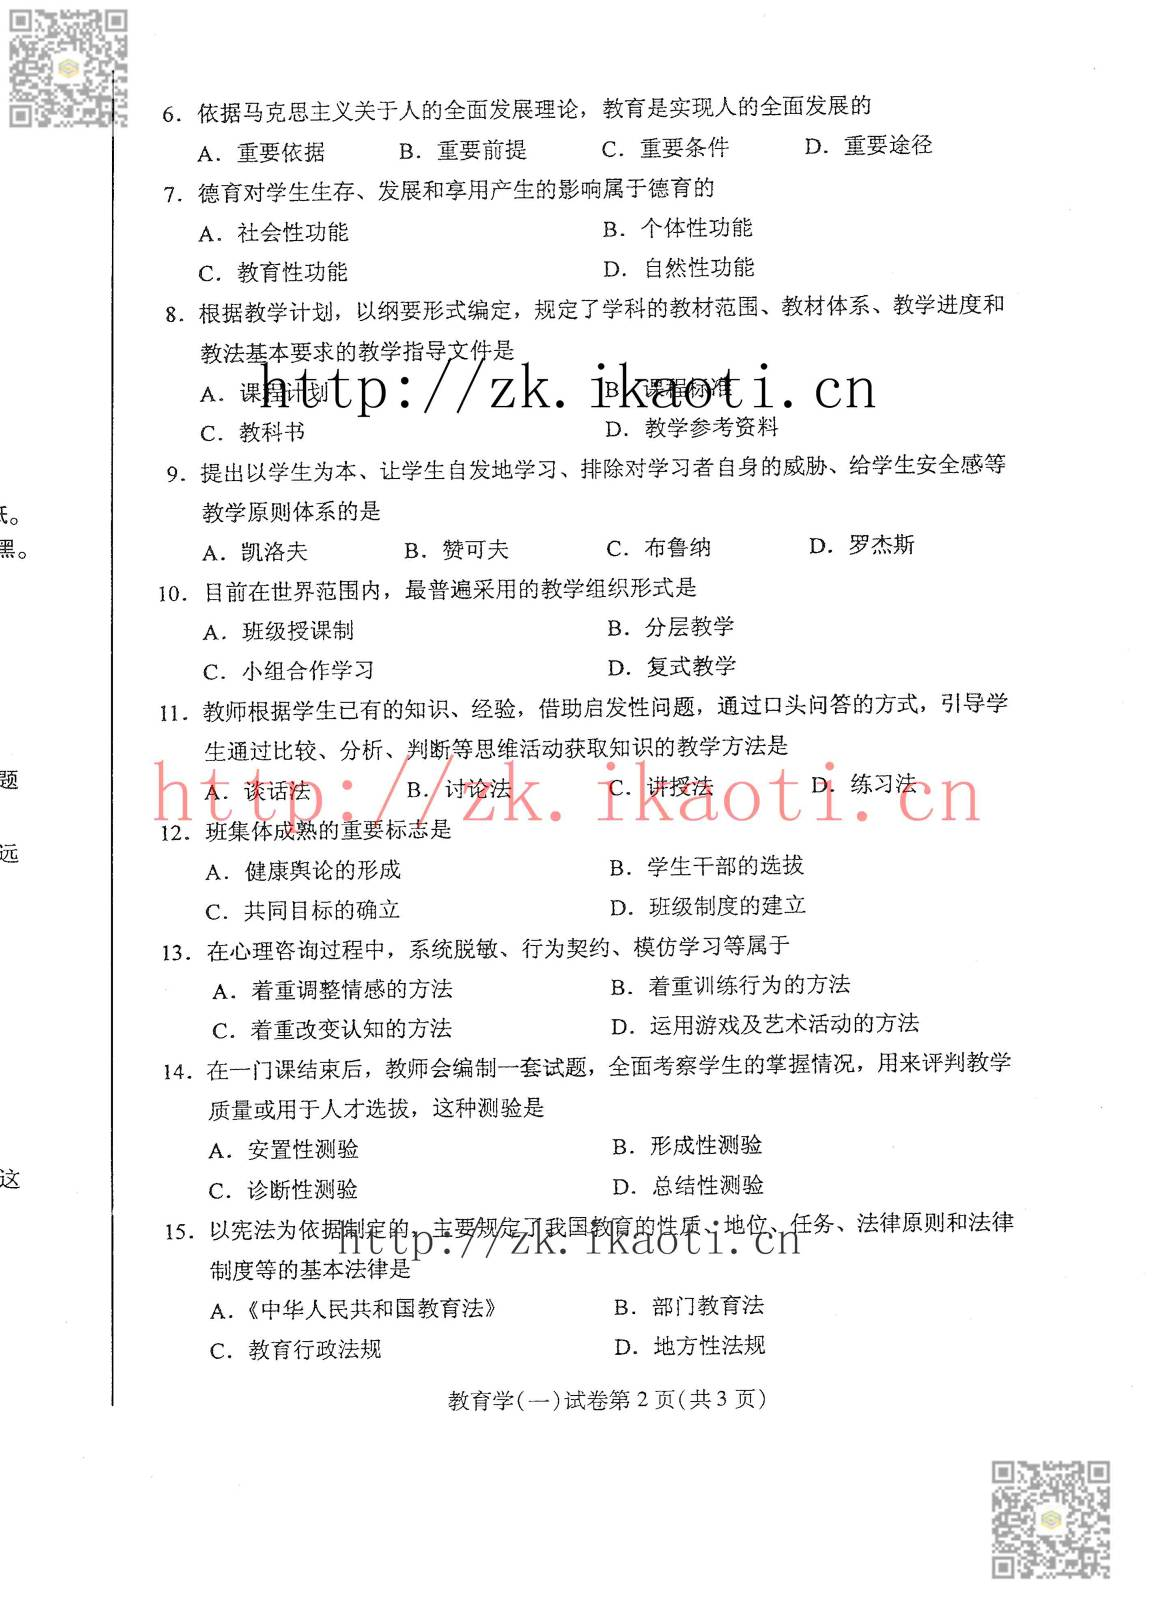 6．依据马克思主义关于人的全面发展理论，教育是实现人的全面发展的
A．重要依据 B．重要前提 C．重要条件 D．重要途径
7．德育对学生生存、发展和享用产生的影响属于德育的
A．社会性功能 B．个体性功能
C．教育性功能 D．自然性功能
8．根据教学计划，以纲要形式编定，规定了学科的教材范围、教材体系、教学进度和
教法基本要求的教学指导文件是
http://zk.ikaoti.cn
A．课程计划 B．课程标准
C．教科书 D．教学参考资料
9．提出以学生为本、让学生自发地学习、排除对学习者自身的威胁、给学生安全感等
教学原则体系的是
纸。
黑。
A．凯洛夫 B．赞可夫 C．布鲁纳 D．罗杰斯
10．目前在世界范围内，最普遍采用的教学组织形式是
A．班级授课制 B．分层教学
C．小组合作学习 D．复式教学
11．教师根据学生已有的知识、经验，借助启发性问题，通过口头问答的方式，引导学
生通过比较、分析、判断等思维活动获取知识的教学方法是
题
http://zk.ikaoti.cn
A．谈话法 B．讨论法 C．讲授法 D．练习法
12．班集体成熟的重要标志是
远
A．健康舆论的形成 B．学生干部的选拔
C．共同目标的确立 D．班级制度的建立
13．在心理咨询过程中，系统脱敏、行为契约、模仿学习等属于
A．着重调整情感的方法 B．着重训练行为的方法
C．着重改变认知的方法 D．运用游戏及艺术活动的方法
14．在一门课结束后，教师会编制一套试题，全面考察学生的掌握情况，用来评判教学
质量或用于人才选拔，这种测验是
A．安置性测验 B．形成性测验
这
C．诊断性测验 D．总结性测验
15．以宪法为依据制定的，主要规定了我国教育的性质、地位、任务、法律原则和法律
http://zk.ikaoti.cn
制度等的基本法律是
A．《中华人民共和国教育法》 B．部门教育法
C．教育行政法规 D．地方性法规
教育学(一)试卷第2页(共3页)